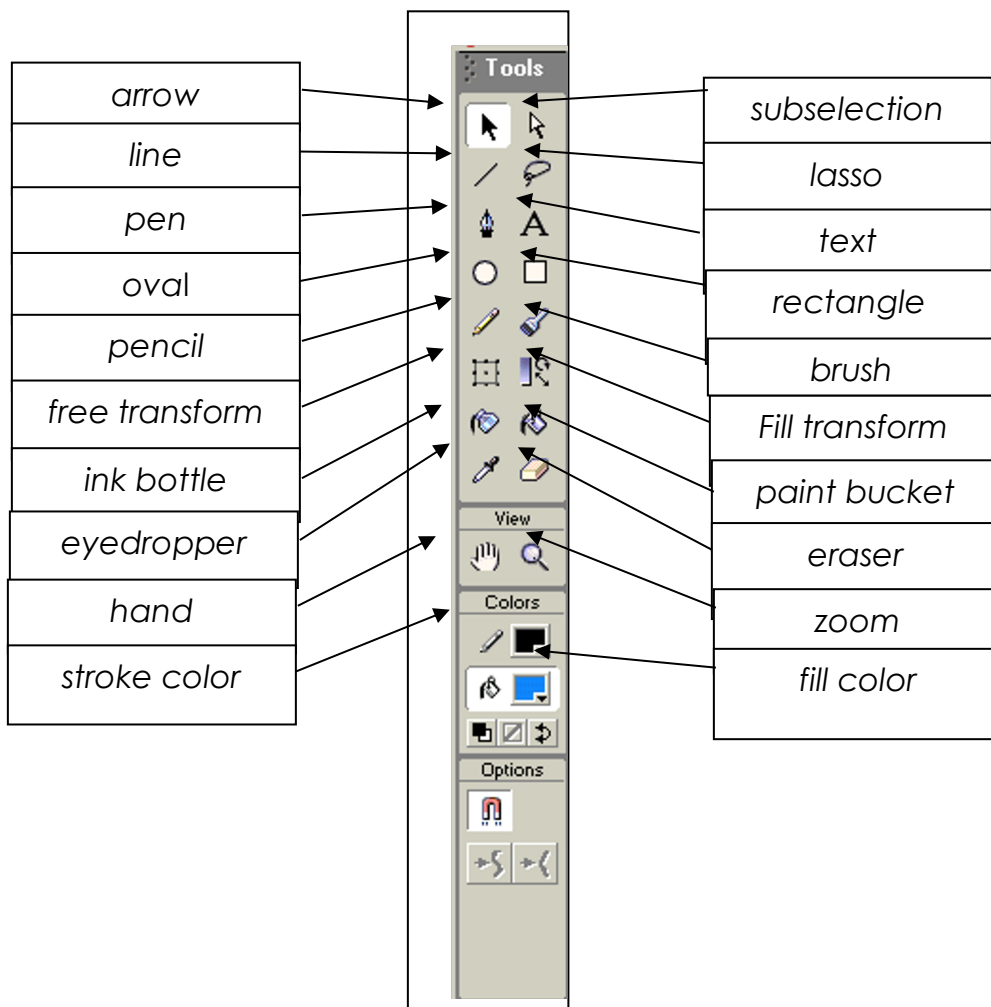 Tools
arrow
line
pen
oval
pencil
free transform
ink bottle
eyedropper
hand
stroke color
A
View
Colors
Options
subselection
lasso
text
rectangle
brush
Fill transform
paint bucket
eraser
zoom
fill color